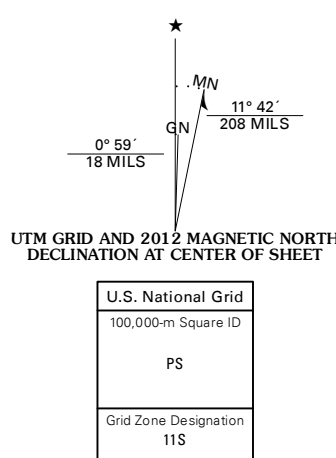 ★
MN
GN
11° 42´
208 MILS
0° 59´
18 MILS
UTM GRID AND 2012 MAGNETIC NORTH
DECLINATION AT CENTER OF SHEET
U.S. National Grid
100,000-m Square ID
PS
Grid Zone Designation
11S